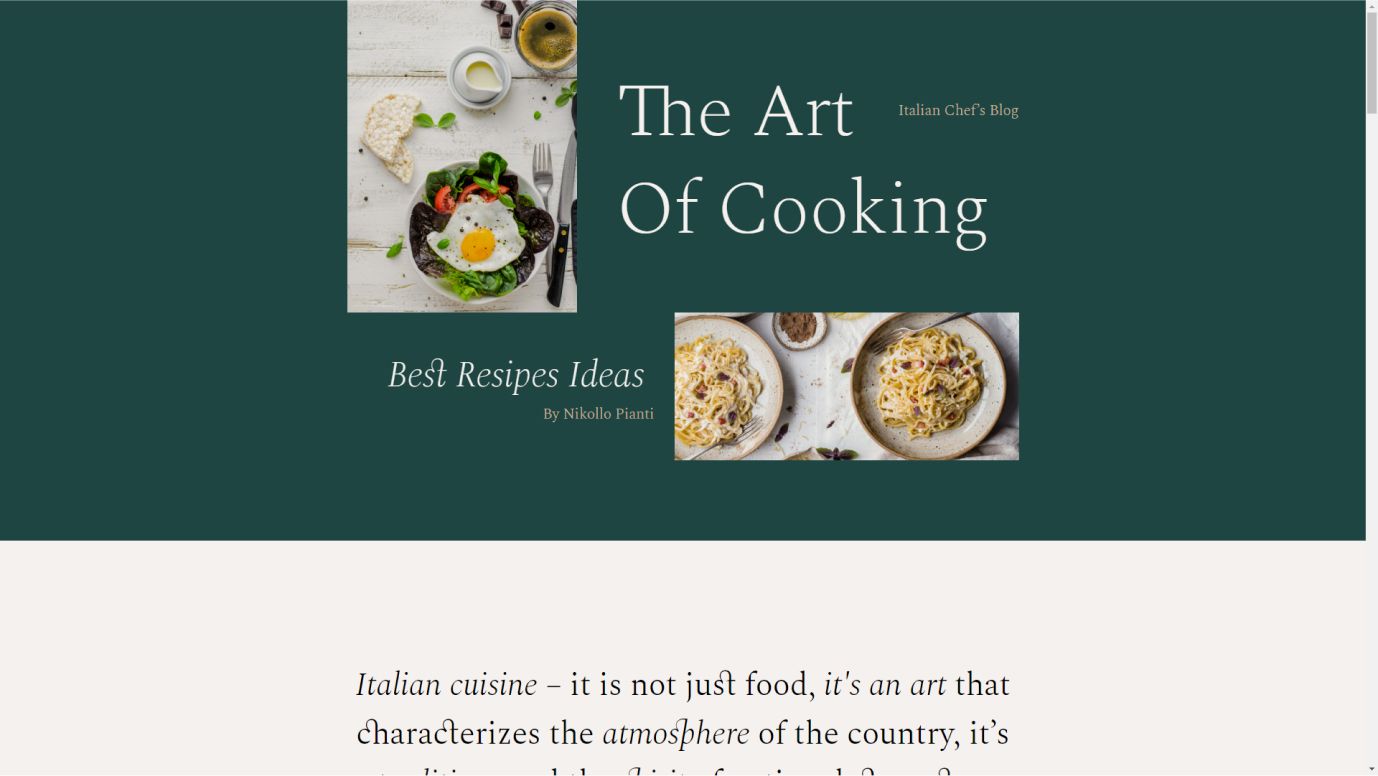 The Art
Italian Chef's Blog
Of Cooking
Best Resipes Ideas
By Nikollo Pianti
Italian cuisine – it is not just food, it's an art that
characterizes the atmosphere of the country, it’s